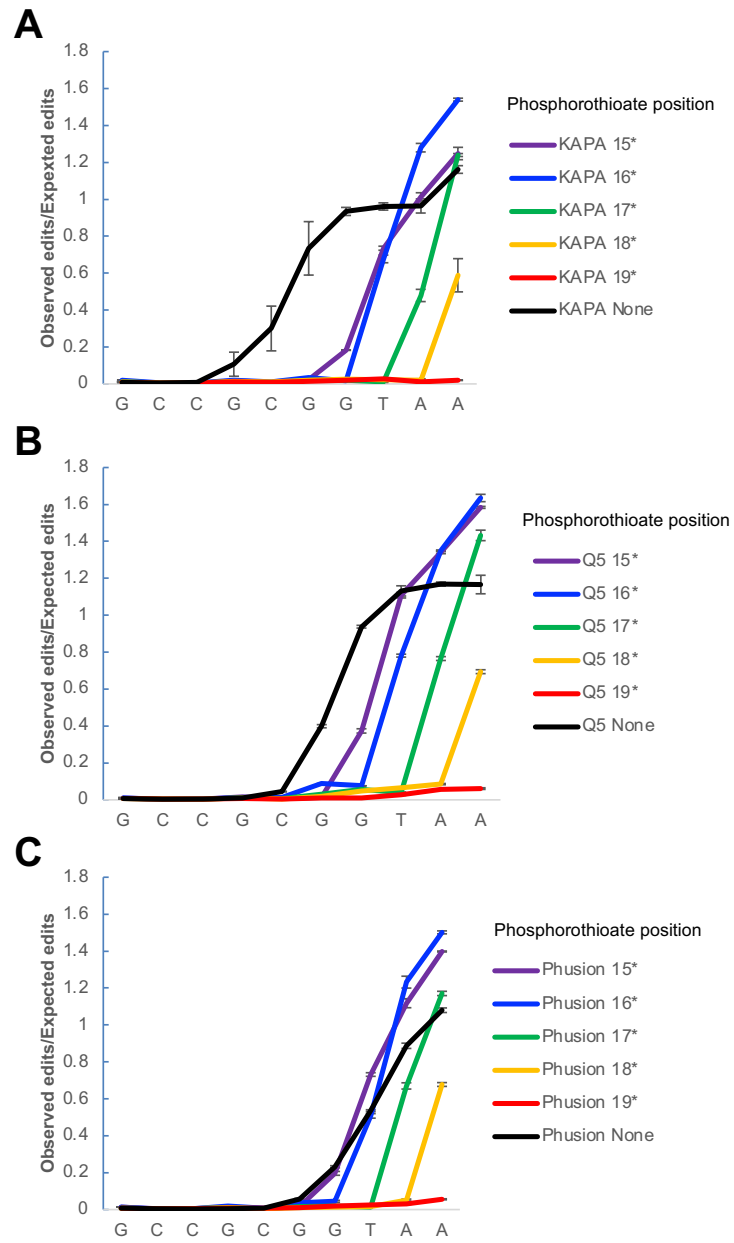 A
Observed edits/Expexted edits
1.8
1.6
1.4
1.2
1
0.8
0.6
0.4
0.2
0
G C C G C G G T A A
Phosphorothioate position
KAPA 15*
KAPA 16*
KAPA 17*
KAPA 18*
KAPA 19*
KAPA None
B
Observed edits/Expected edits
1.8
1.6
1.4
1.2
1
0.8
0.6
0.4
0.2
0
G C C G C G G T A A
Phosphorothioate position
Q5 15*
Q5 16*
Q5 17*
Q5 18*
Q5 19*
Q5 None
C
Observed edits/Expected edits
1.8
1.6
1.4
1.2
1
0.8
0.6
0.4
0.2
0
G C C G C G G T A A
Phosphorothioate position
Phusion 15*
Phusion 16*
Phusion 17*
Phusion 18*
Phusion 19*
Phusion None